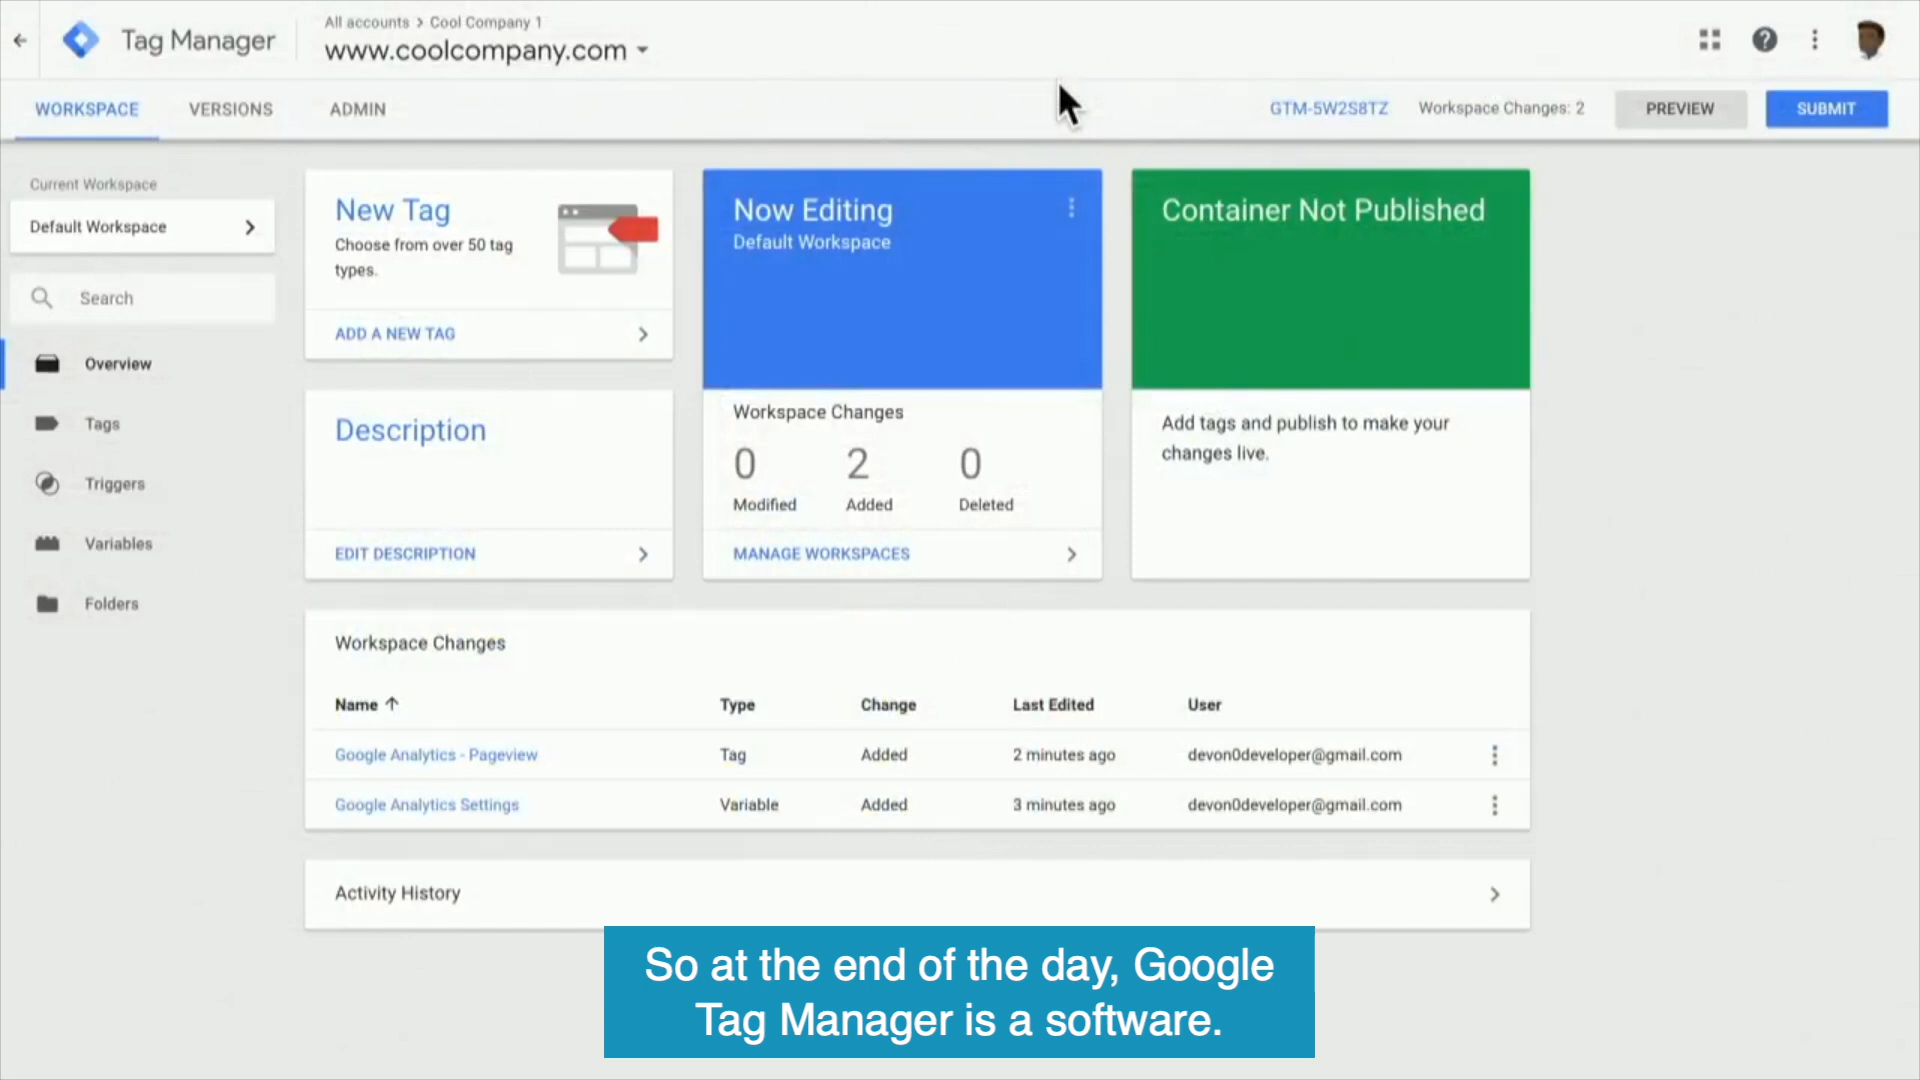 Tag Manager
All accounts > Cool Company 1
www.coolcompany.com
WORKSPACE
VERSIONS
ADMIN
GTM-5W2S8TZ
Workspace Changes: 2
PREVIEW
SUBMIT
Current Workspace
Default Workspace
Search
Overview
Tags
Triggers
Variables
Folders
New Tag
Choose from over 50 tag
types.
ADD A NEW TAG
Description
EDIT DESCRIPTION
Now Editing
Default Workspace
Workspace Changes
0 2 0
Modified Added Deleted
MANAGE WORKSPACES
Container Not Published
Add tags and publish to make your
changes live.
Workspace Changes
Name Type Change Last Edited User
Google Analytics - Pageview Tag Added 2 minutes ago devon0developer@gmail.com
Google Analytics Settings Variable Added 3 minutes ago devon0developer@gmail.com
Activity History
So at the end of the day, Google
Tag Manager is a software.